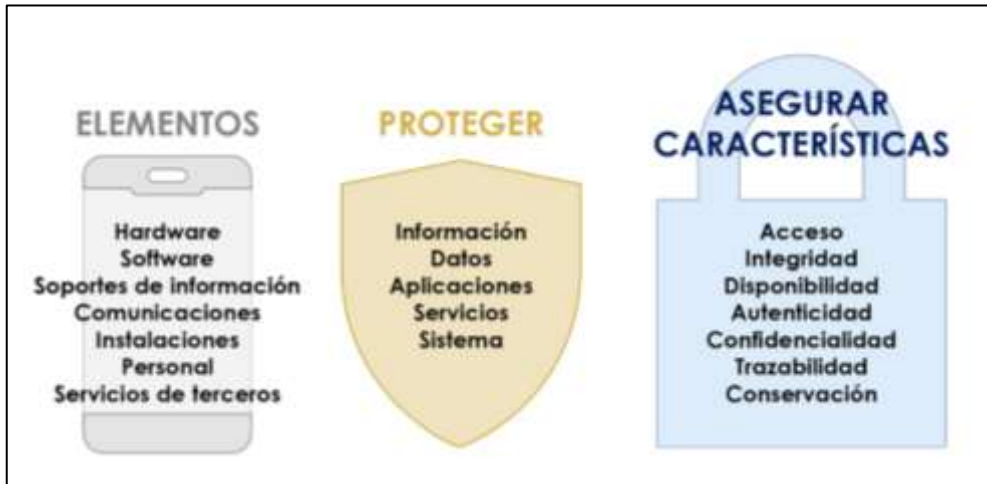 ELEMENTOS
Hardware
Software
Soportes de información
Comunicaciones
Instalaciones
Personal
Servicios de terceros
PROTEGER
Información
Datos
Aplicaciones
Servicios
Sistema
ASEGURAR
CARACTERÍSTICAS
Acceso
Integridad
Disponibilidad
Autenticidad
Confidencialidad
Trazabilidad
Conservación